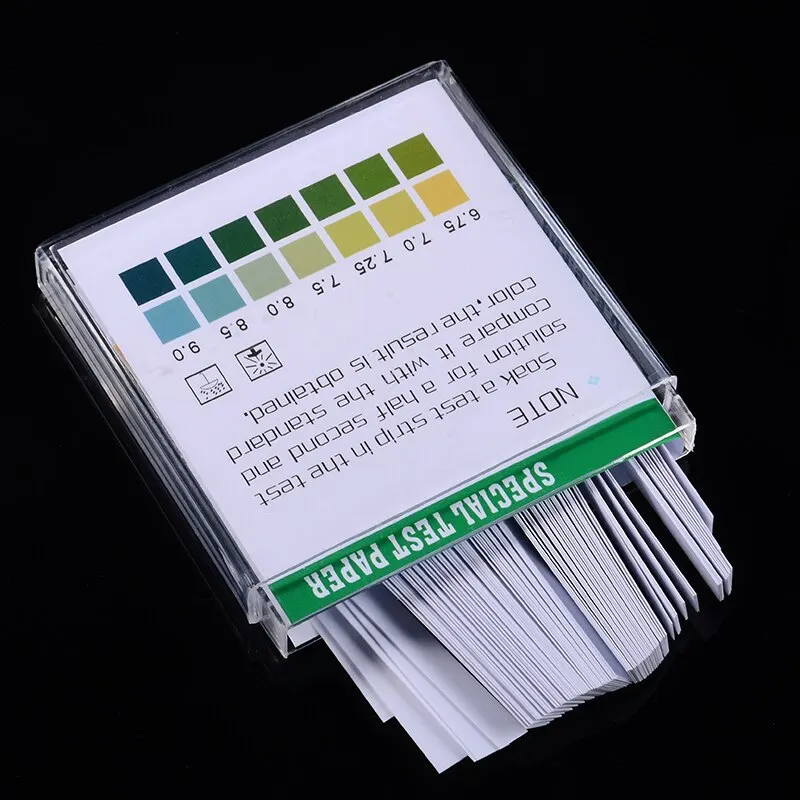 SPECIAL TEST PAPER
NOTE
Soak a test strip in the test
solution for a half second and
compare it with the standard
color, the result is obtained.
6.75 7.0 7.25 7.5 8.0 8.5 9.0